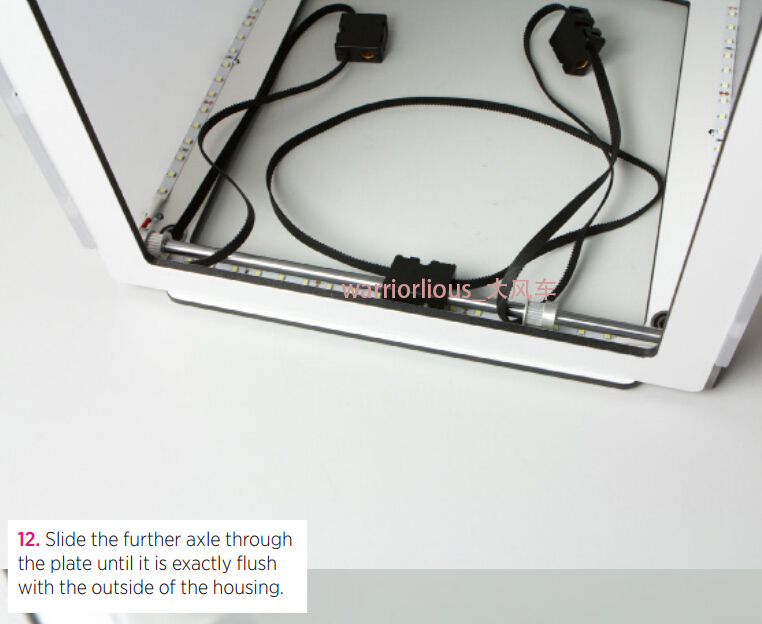 warriorlious_大风车
12. Slide the further axle through
the plate until it is exactly flush
with the outside of the housing.